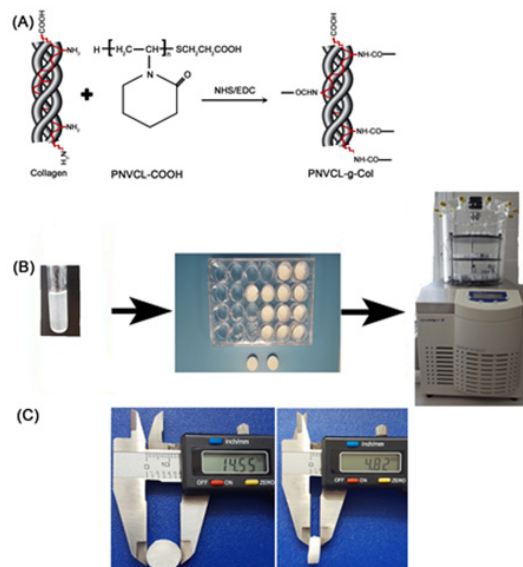 (A)
COOH
NH₂
NH₂
H₂N
Collagen
H-[H₂C-CH]n-SCH₂CH₂COOH
N
O
PNVCL-COOH
NHS/EDC
COOH
NH-CO
OCHN
NH-CO
NH-CO
PNVCL-g-Col
(B)
(C)
inch/mm
14.55
OFF
ON
ZERO
inch/mm
4.82
OFF
ON
ZERO